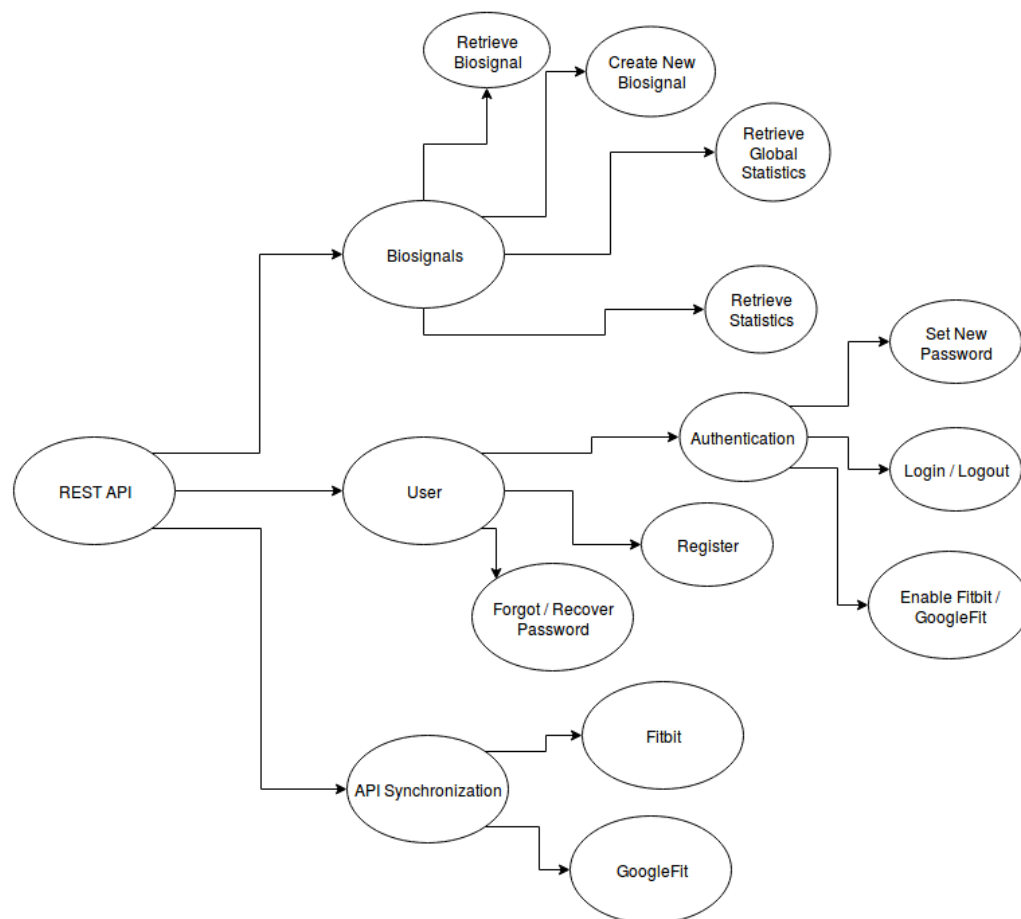 Retrieve
Biosignal
Create New
Biosignal
Retrieve
Global
Statistics
Biosignals
Retrieve
Statistics
Set New
Password
Authentication
Login / Logout
REST API
User
Register
Enable Fitbit /
GoogleFit
Forgot / Recover
Password
Fitbit
API Synchronization
GoogleFit